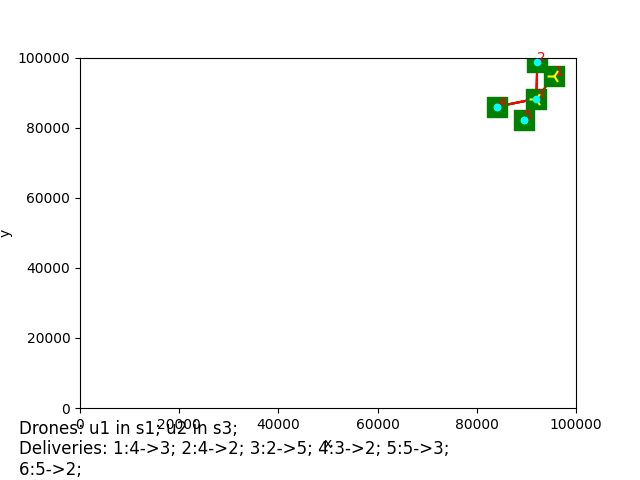 2
100000
80000
60000
40000
20000
0
y
0 20000 40000 60000 80000 100000
x
Drones: u1 in s1; u2 in s3;
Deliveries: 1:4->3; 2:4->2; 3:2->5; 4:3->2; 5:5->3;
6:5->2;